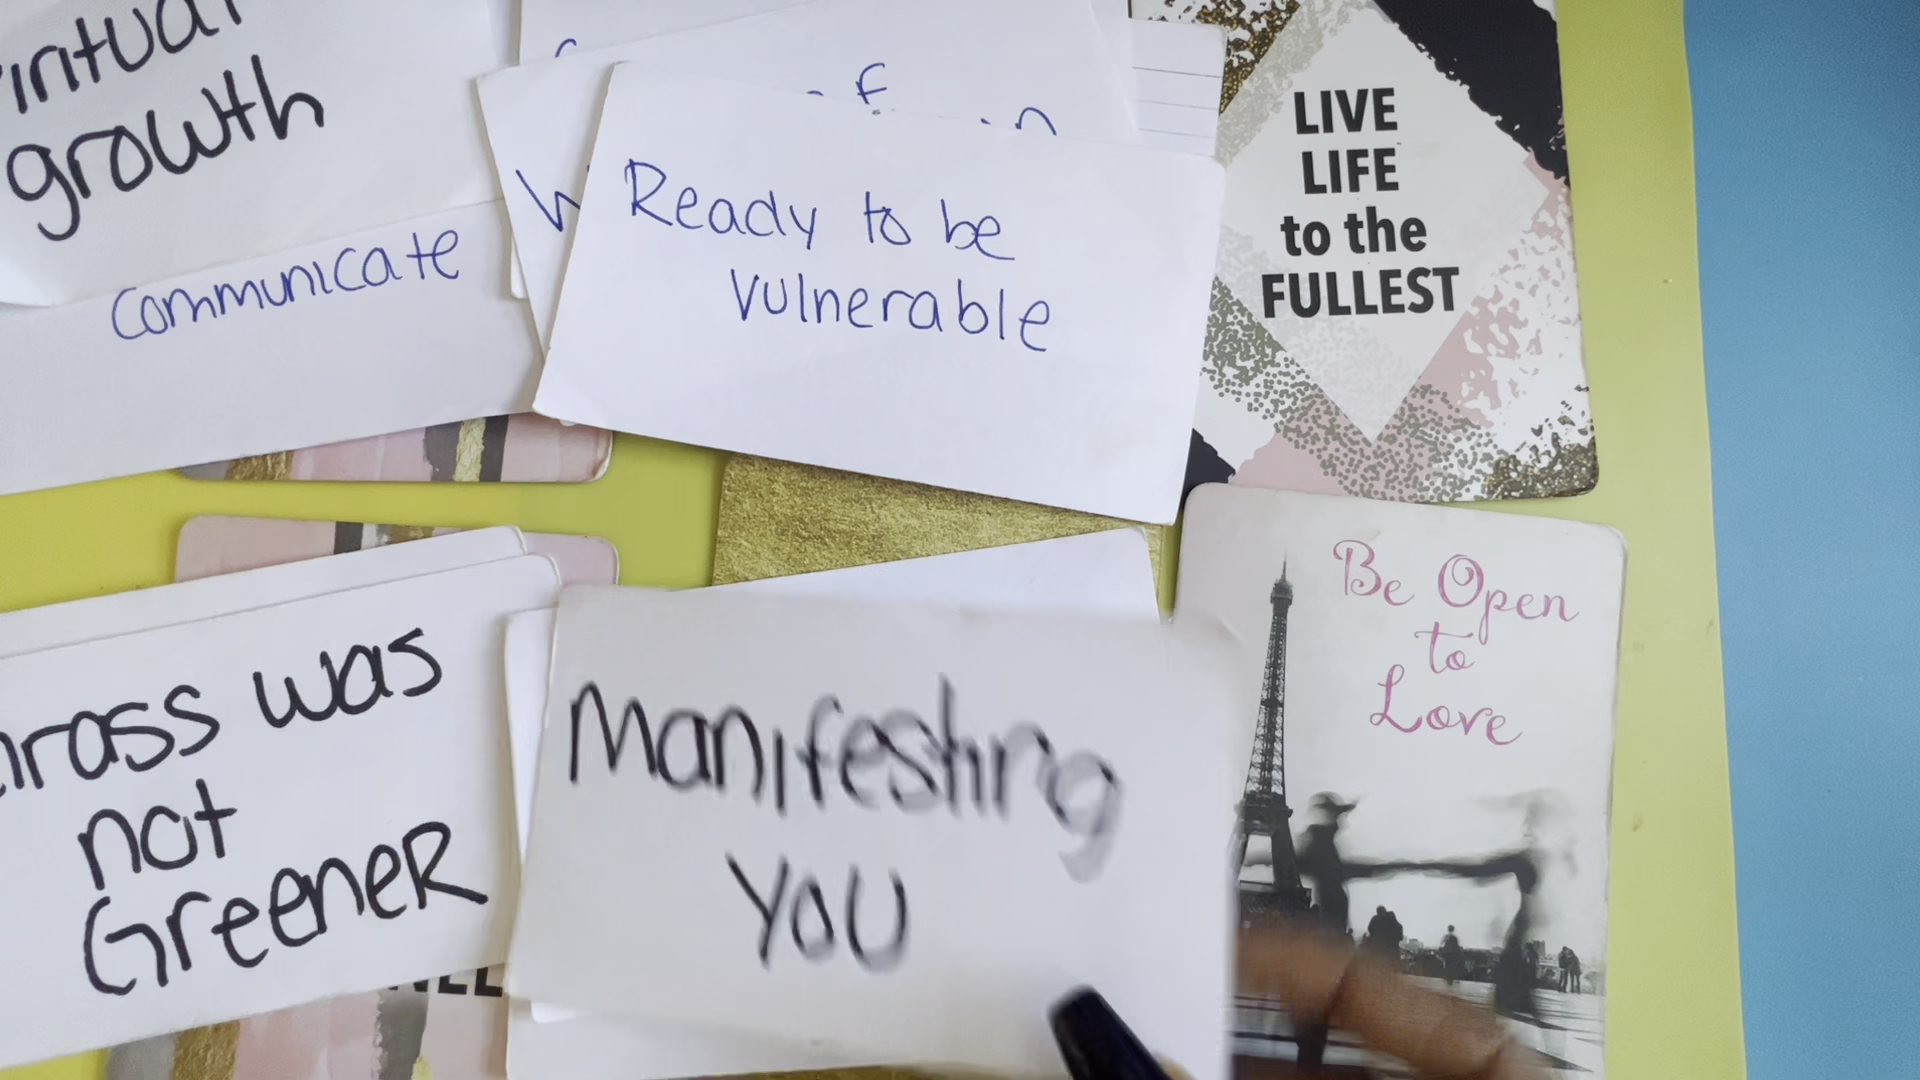 growth
communicate
Ready to be
vulnerable
LIVE
LIFE
to the
FULLEST
Be Open
to
Love
was
not
GreeneR
Manifesting
YOU